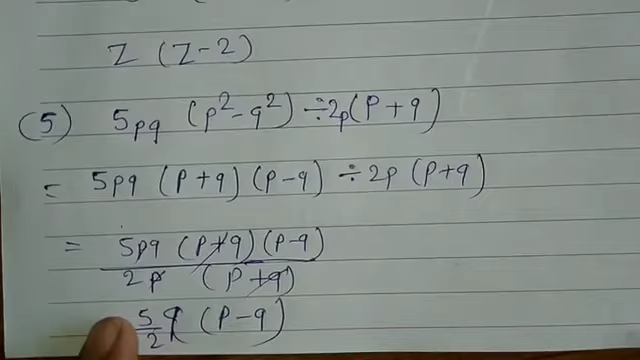 Z (Z-2)
(5) 5pq (p²-q²) ÷ 2p(p+q)
= 5pq (p+q) (p-q) ÷ 2p (p+q)
= 5pq (p+q) (p-q)
2p (p+q)
5/2 q (p-q)